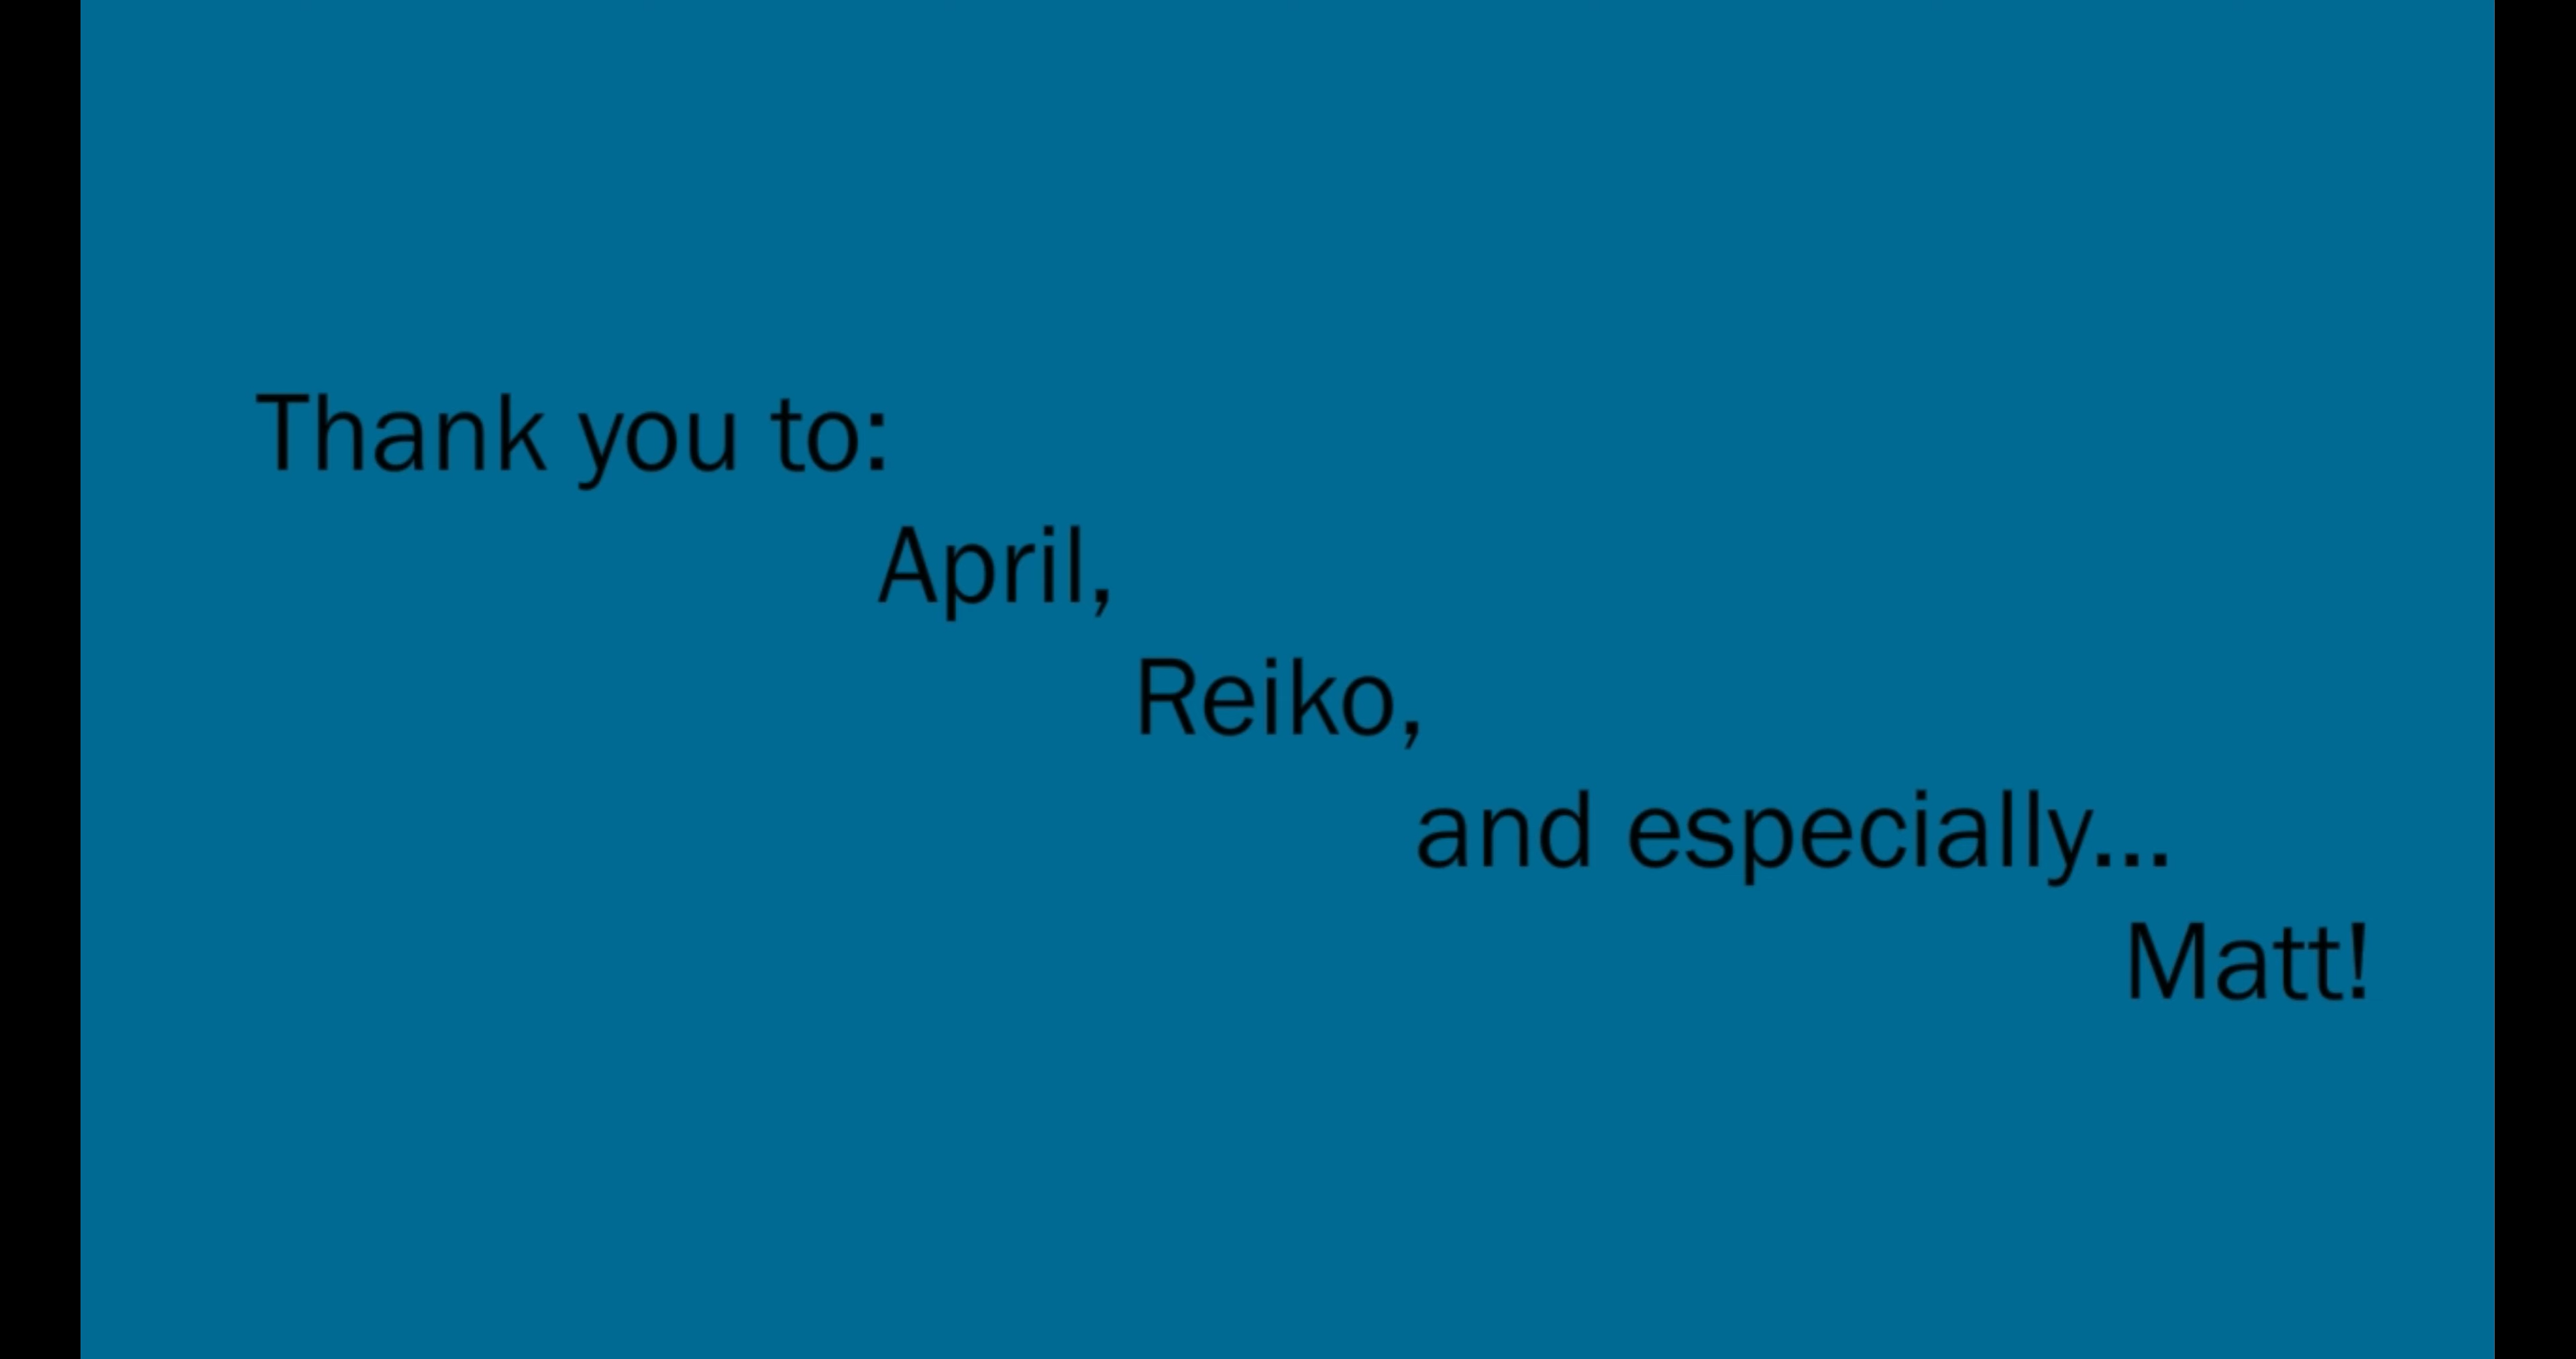 Thank you to:
April,
Reiko,
and especially...
Matt!